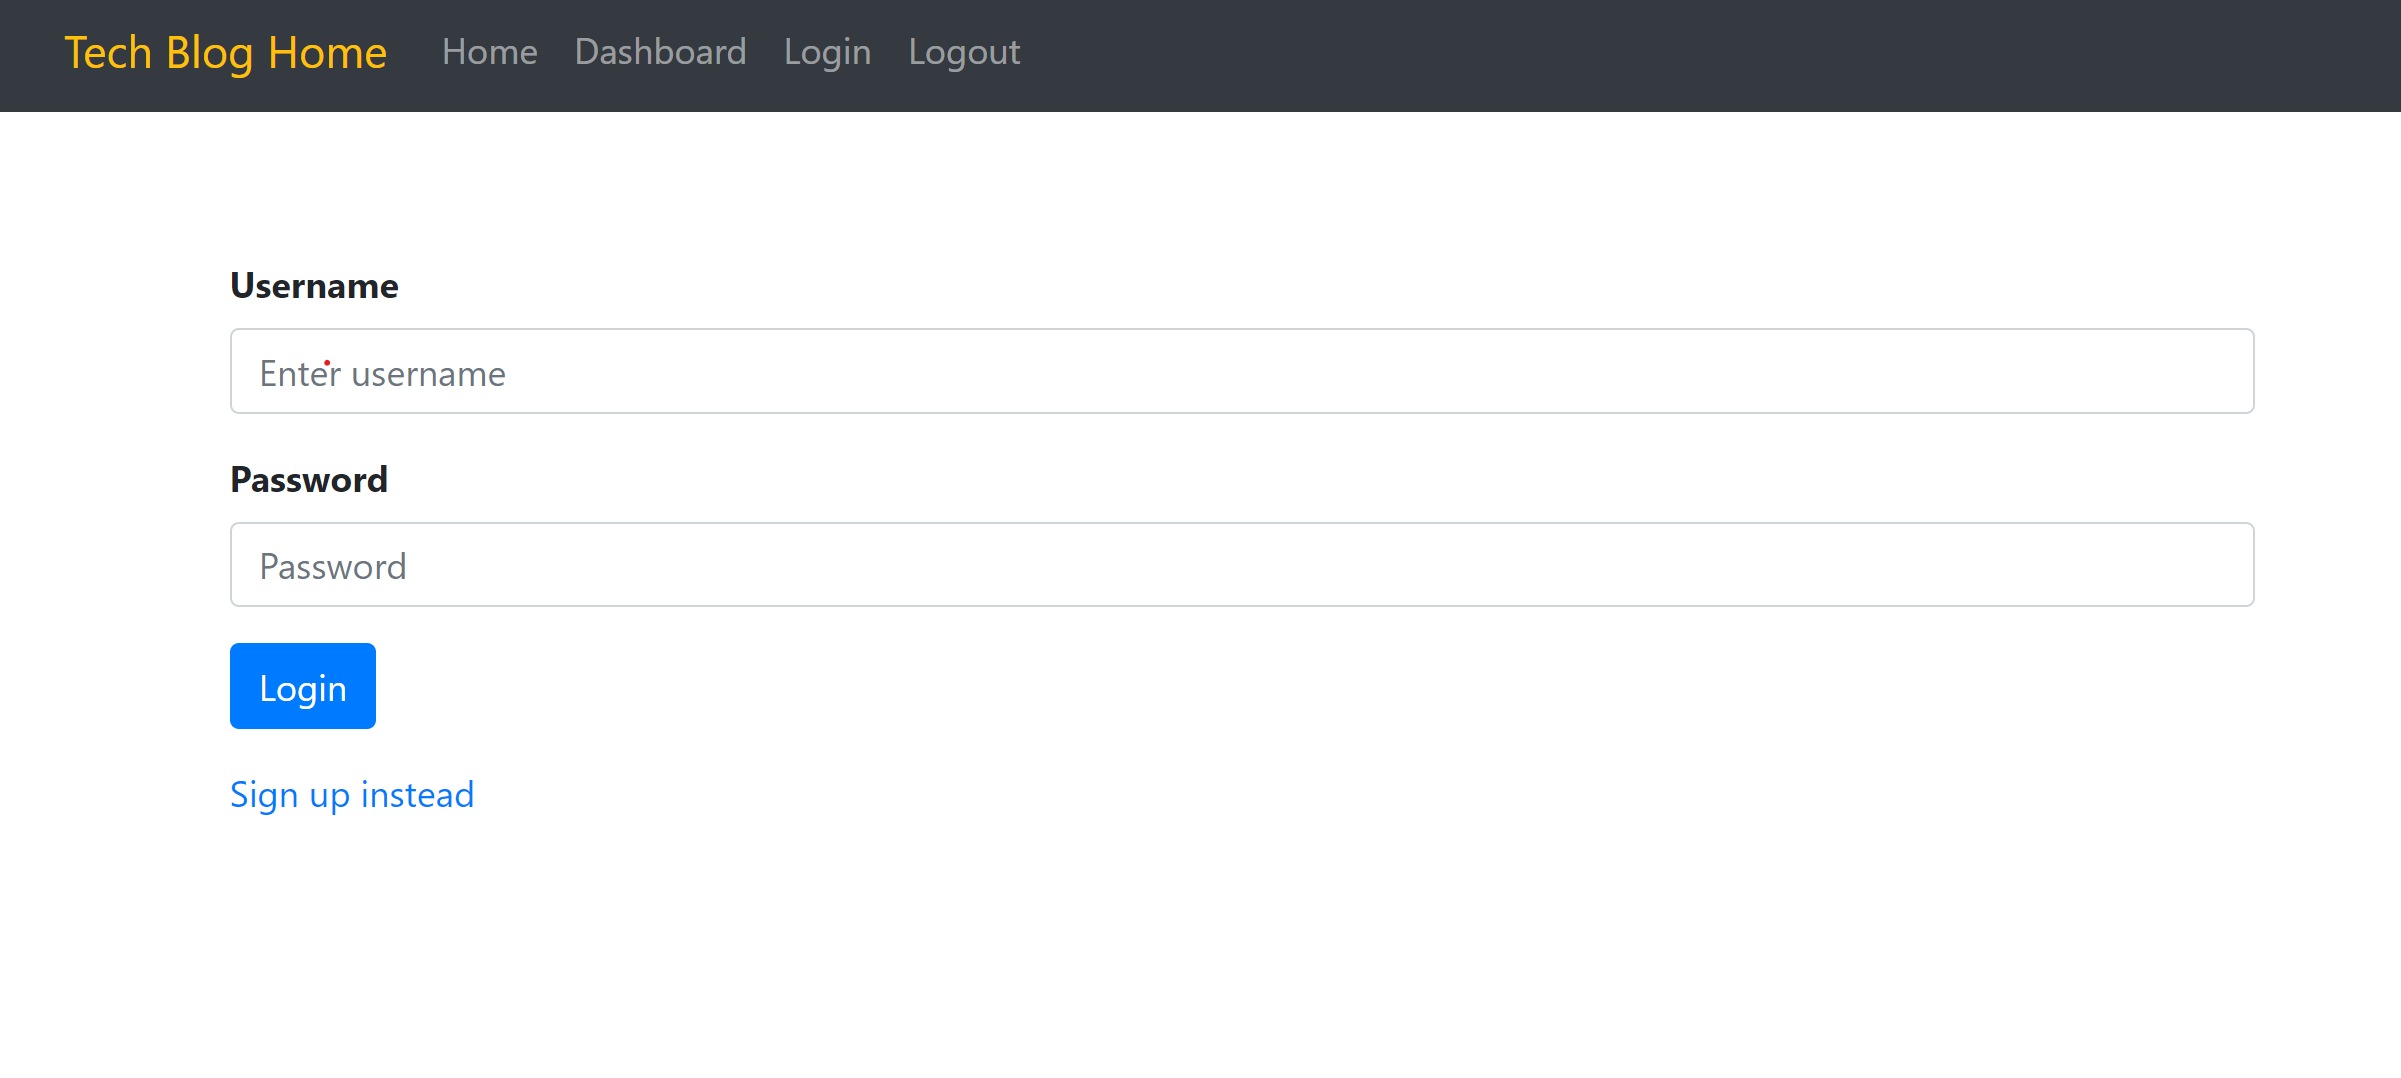 Tech Blog Home Home Dashboard Login Logout
Username
Enter username
Password
Password
Login
Sign up instead